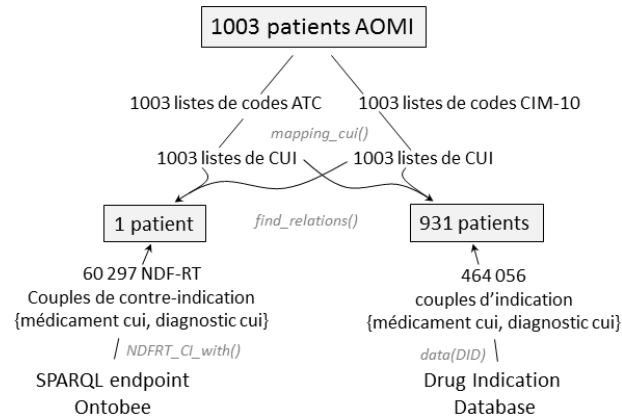 1003 patients AOMI
1003 listes de codes ATC
1003 listes de codes CIM-10
mapping_cui()
1003 listes de CUI
1003 listes de CUI
1 patient
find_relations()
931 patients
60 297 NDF-RT
Couples de contre-indication
{médicament cui, diagnostic cui}
464 056
couples d’indication
{médicament cui, diagnostic cui}
NDFRT_CI_with()
data(DID)
SPARQL endpoint
Ontobee
Drug Indication
Database